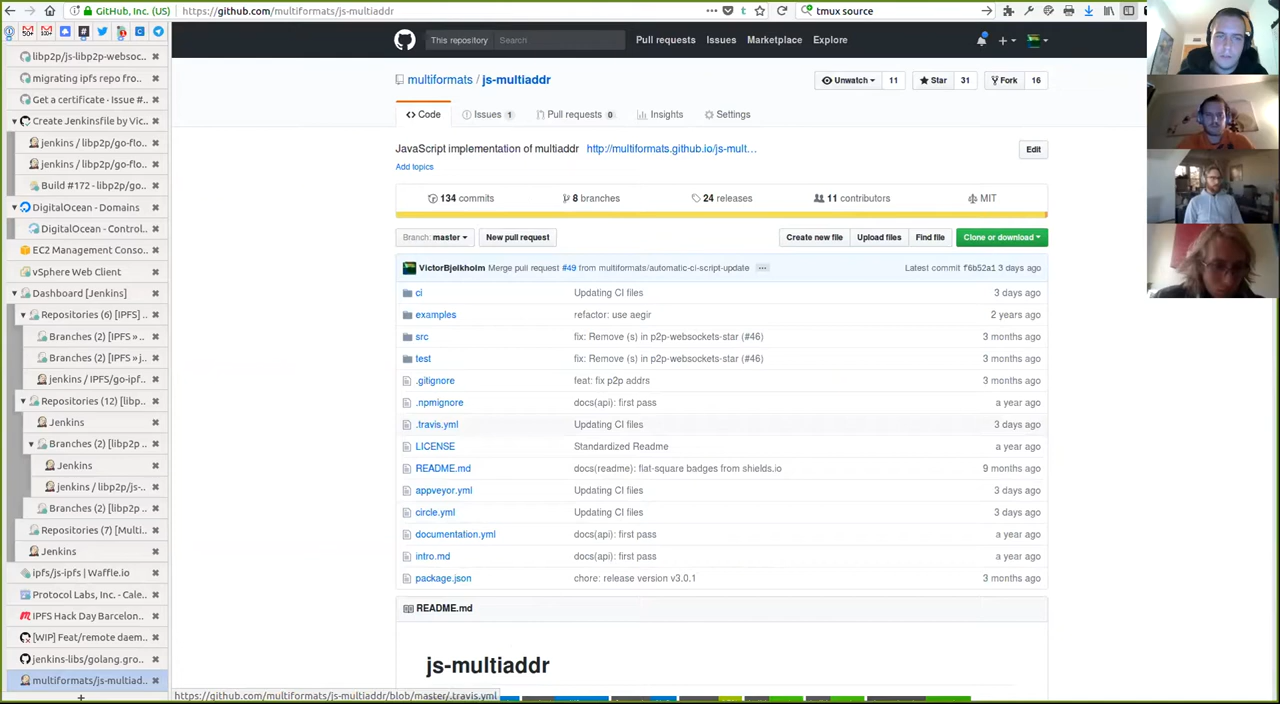 GitHub, Inc. (US)
https://github.com/multiformats/js-multiaddr
tmux source
50+
100+
libp2p/js-libp2p-websoc..
migrating ipfs repo fro..
Get a certificate · Issue #..
Create Jenkinsfile by Vic..
jenkins / libp2p/go-flo..
jenkins / libp2p/go-flo..
Build #172 - libp2p/go..
DigitalOcean - Domains
DigitalOcean - Control..
EC2 Management Conso..
vSphere Web Client
Dashboard [Jenkins]
Repositories (6) [IPFS] ..
Branches (2) [IPFS » ..
Branches (2) [IPFS »j..
jenkins / IPFS/go-ipf..
Repositories (12) [libp..
Jenkins
Branches (2) [libp2p ..
Jenkins
jenkins / libp2p/js-..
Branches (2) [libp2p ..
Repositories (7) [Multi..
Jenkins
ipfs/js-ipfs | Waffle.io
Protocol Labs, Inc. - Cale..
IPFS Hack Day Barcelon..
[WIP] Feat/remote daem..
jenkins-libs/golang.gro..
multiformats/js-multiad..
This repository
Search
Pull requests Issues Marketplace Explore
multiformats / js-multiaddr
Unwatch 11 Star 31 Fork 16
Code Issues 1 Pull requests 0 Insights Settings
JavaScript implementation of multiaddr http://multiformats.github.io/js-mult…
Edit
Add topics
134 commits 8 branches 24 releases 11 contributors MIT
Branch: master New pull request Create new file Upload files Find file Clone or download
VictorBjelkholm Merge pull request #49 from multiformats/automatic-ci-script-update … Latest commit f6b52a1 3 days ago
ci Updating CI files 3 days ago
examples refactor: use aegir 2 years ago
src fix: Remove (s) in p2p-websockets-star (#46) 3 months ago
test fix: Remove (s) in p2p-websockets-star (#46) 3 months ago
.gitignore feat: fix p2p addrs 3 months ago
.npmignore docs(api): first pass a year ago
.travis.yml Updating CI files 3 days ago
LICENSE Standardized Readme a year ago
README.md docs(readme): flat-square badges from shields.io 9 months ago
appveyor.yml Updating CI files 3 days ago
circle.yml Updating CI files 3 days ago
documentation.yml docs(api): first pass a year ago
intro.md docs(api): first pass a year ago
package.json chore: release version v3.0.1 3 months ago
README.md
js-multiaddr
https://github.com/multiformats/js-multiaddr/blob/master/.travis.yml